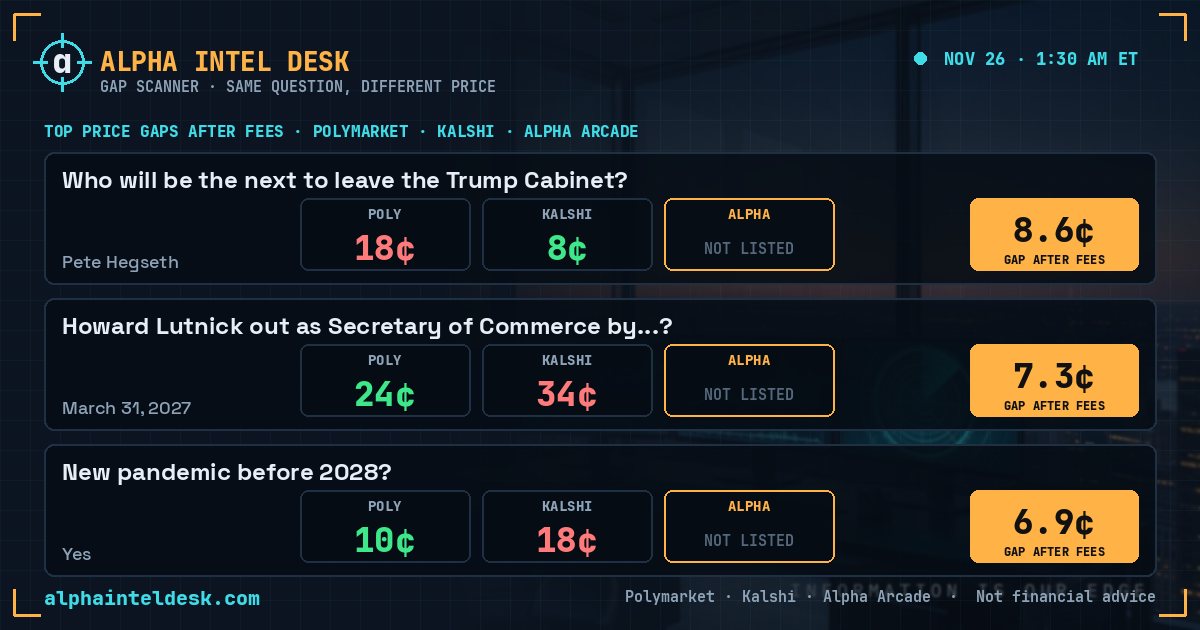 α
ALPHA INTEL DESK
GAP SCANNER · SAME QUESTION, DIFFERENT PRICE
NOV 26 · 1:30 AM ET
TOP PRICE GAPS AFTER FEES · POLYMARKET · KALSHI · ALPHA ARCADE
Who will be the next to leave the Trump Cabinet?
Pete Hegseth
POLY
18¢
KALSHI
8¢
ALPHA
NOT LISTED
8.6¢
GAP AFTER FEES
Howard Lutnick out as Secretary of Commerce by...?
March 31, 2027
POLY
24¢
KALSHI
34¢
ALPHA
NOT LISTED
7.3¢
GAP AFTER FEES
New pandemic before 2028?
Yes
POLY
10¢
KALSHI
18¢
ALPHA
NOT LISTED
6.9¢
GAP AFTER FEES
INFORMATION IS OUR EDGE
alphainteldesk.com
Polymarket · Kalshi · Alpha Arcade · Not financial advice